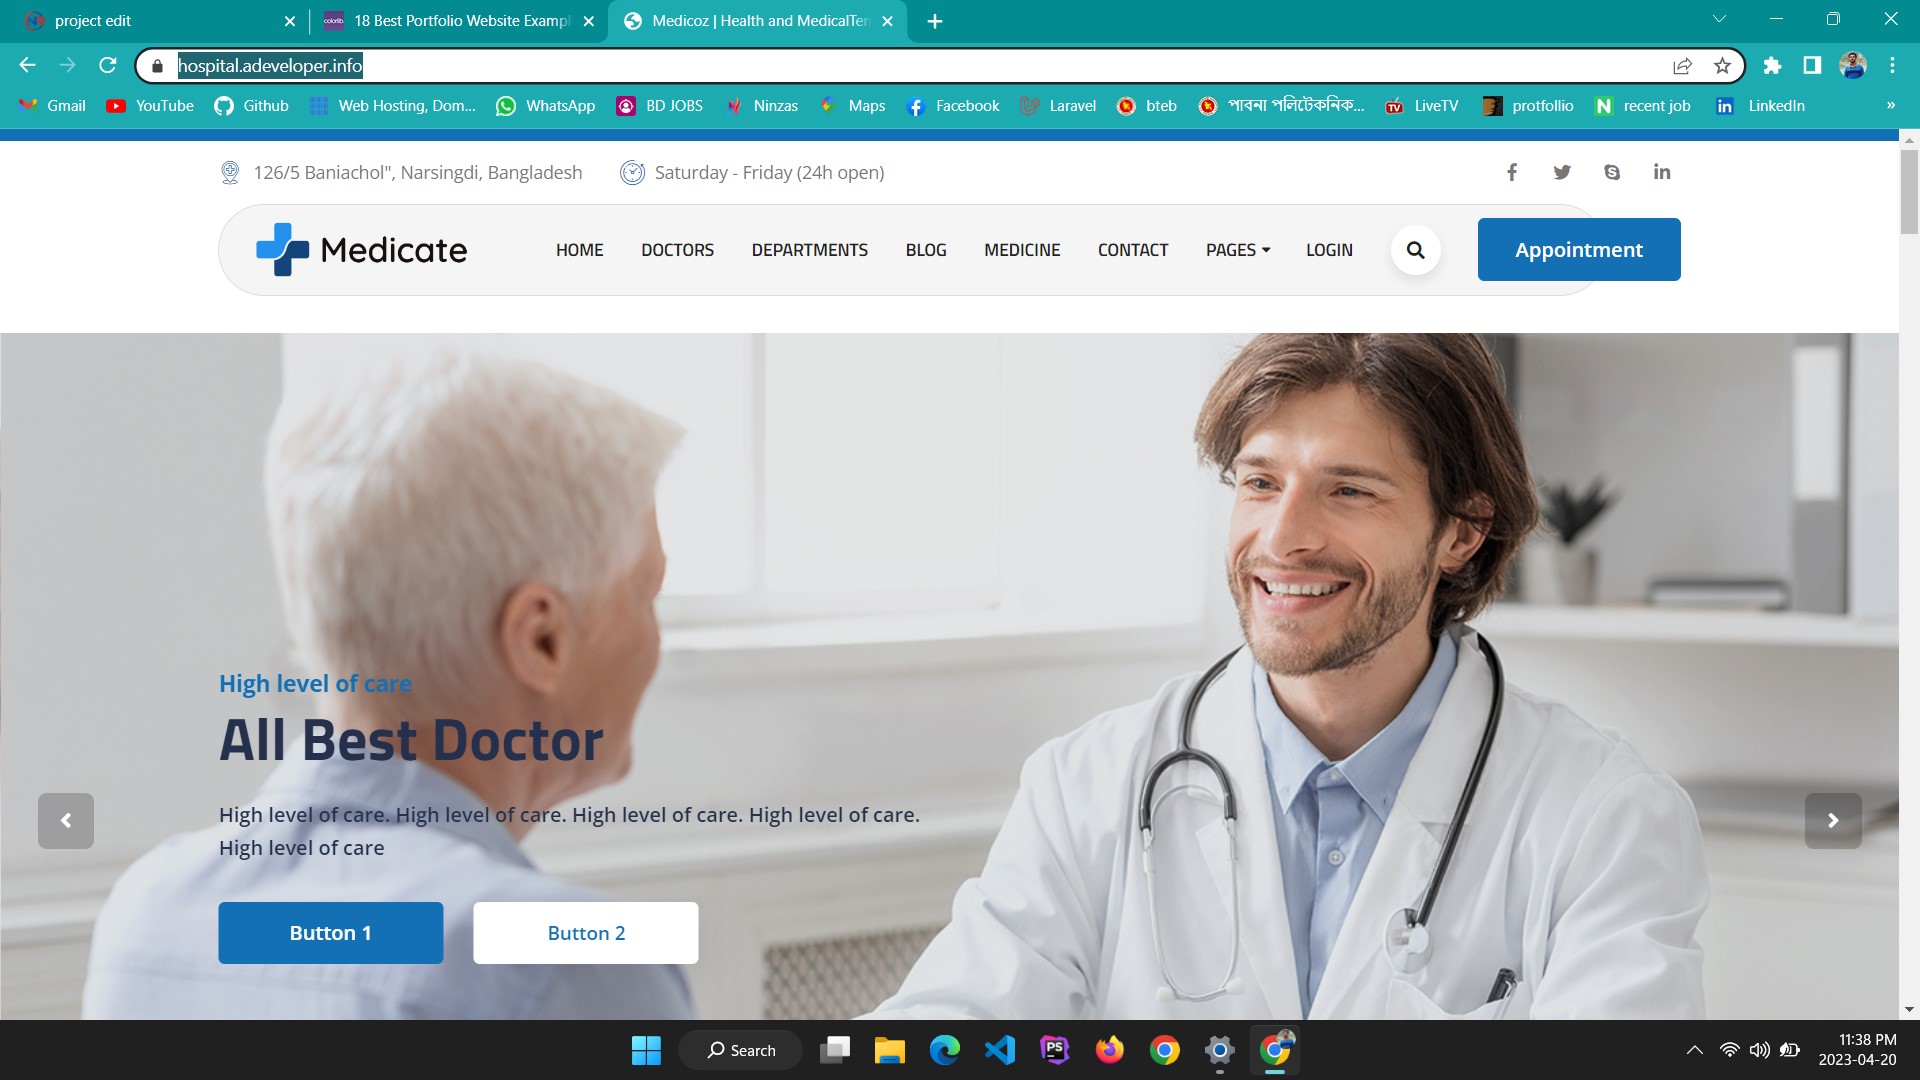 project edit
18 Best Portfolio Website Exampl
Medicoz | Health and MedicalTem
hospital.adeveloper.info
Gmail YouTube Github Web Hosting, Dom... WhatsApp BD JOBS Ninzas Maps Facebook Laravel bteb পাবনা পলিটেকনিক... LiveTV protfollio recent job LinkedIn »
126/5 Baniachol", Narsingdi, Bangladesh Saturday - Friday (24h open)
Medicate HOME DOCTORS DEPARTMENTS BLOG MEDICINE CONTACT PAGES LOGIN Appointment
High level of care
All Best Doctor
High level of care. High level of care. High level of care. High level of care.
High level of care
Button 1 Button 2
Search
11:38 PM
2023-04-20